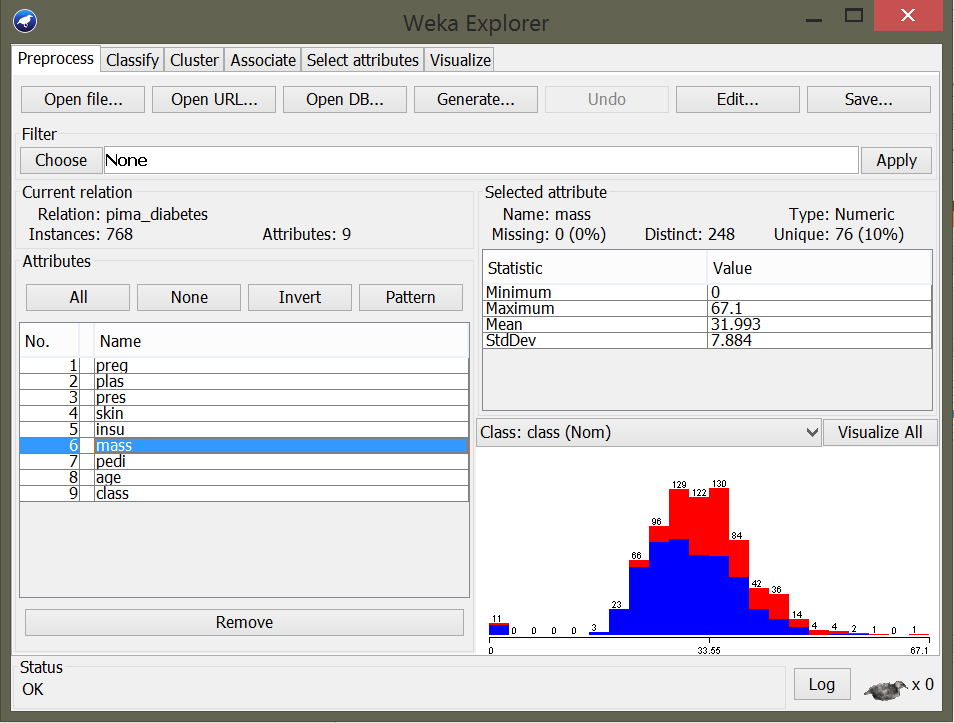 Weka Explorer
Preprocess Classify Cluster Associate Select attributes Visualize
Open file... Open URL... Open DB... Generate... Undo Edit... Save...
Filter
Choose None Apply
Current relation
Relation: pima_diabetes
Instances: 768 Attributes: 9
Attributes
All None Invert Pattern
No. Name
1 preg
2 plas
3 pres
4 skin
5 insu
6 mass
7 pedi
8 age
9 class
Remove
Selected attribute
Name: mass Type: Numeric
Missing: 0 (0%) Distinct: 248 Unique: 76 (10%)
Statistic Value
Minimum 0
Maximum 67.1
Mean 31.993
StdDev 7.884
Class: class (Nom) Visualize All
11 0 0 0 0 3 23 66 96 129 122 130 84 42 36 14 4 4 2 1 0 1
0 33.55 67.1
Status
OK
Log x 0